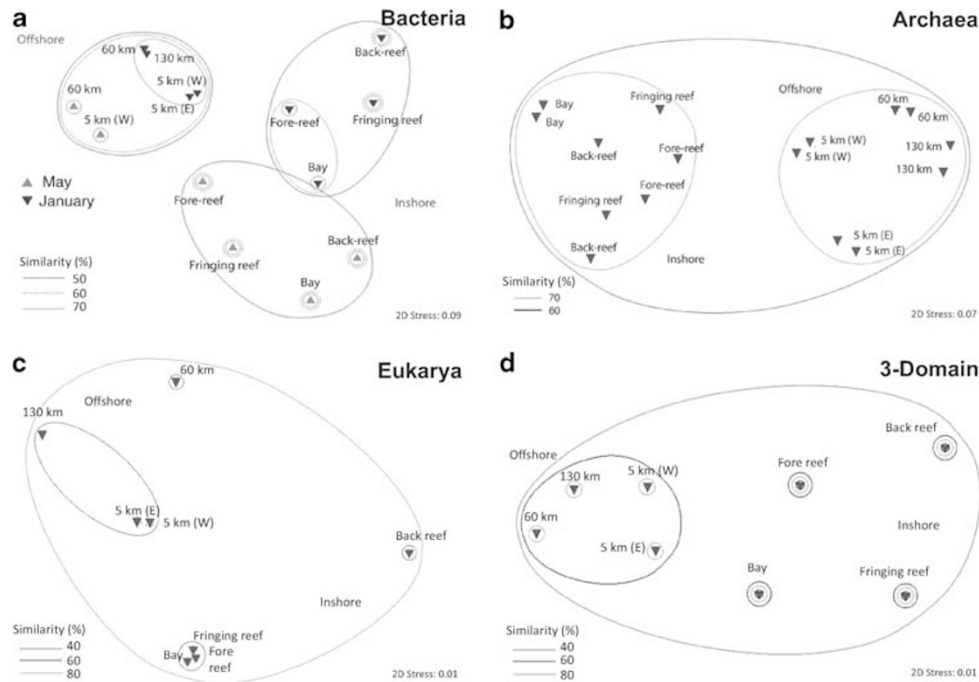 a
Bacteria
Offshore
60 km
130 km
5 km (W)
5 km (E)
60 km
5 km (W)
Back-reef
Fore-reef
Fringing reef
Bay
May
January
Fore-reef
Inshore
Fringing reef
Back-reef
Bay
Similarity (%)
50
60
70
2D Stress: 0.09
b
Archaea
Offshore
Bay
Bay
Fringing reef
60 km
60 km
Back-reef
Fore-reef
5 km (W)
5 km (W)
130 km
130 km
Fringing reef
Fore-reef
5 km (E)
5 km (E)
Back-reef
Inshore
Similarity (%)
70
60
2D Stress: 0.07
c
Eukarya
60 km
Offshore
130 km
5 km (E)
5 km (W)
Back reef
Inshore
Fringing reef
Bay
Fore
reef
Similarity (%)
40
60
80
2D Stress: 0.01
d
3-Domain
Back reef
Offshore
Fore reef
130 km
5 km (W)
60 km
Inshore
5 km (E)
Bay
Fringing reef
Similarity (%)
40
60
80
2D Stress: 0.01